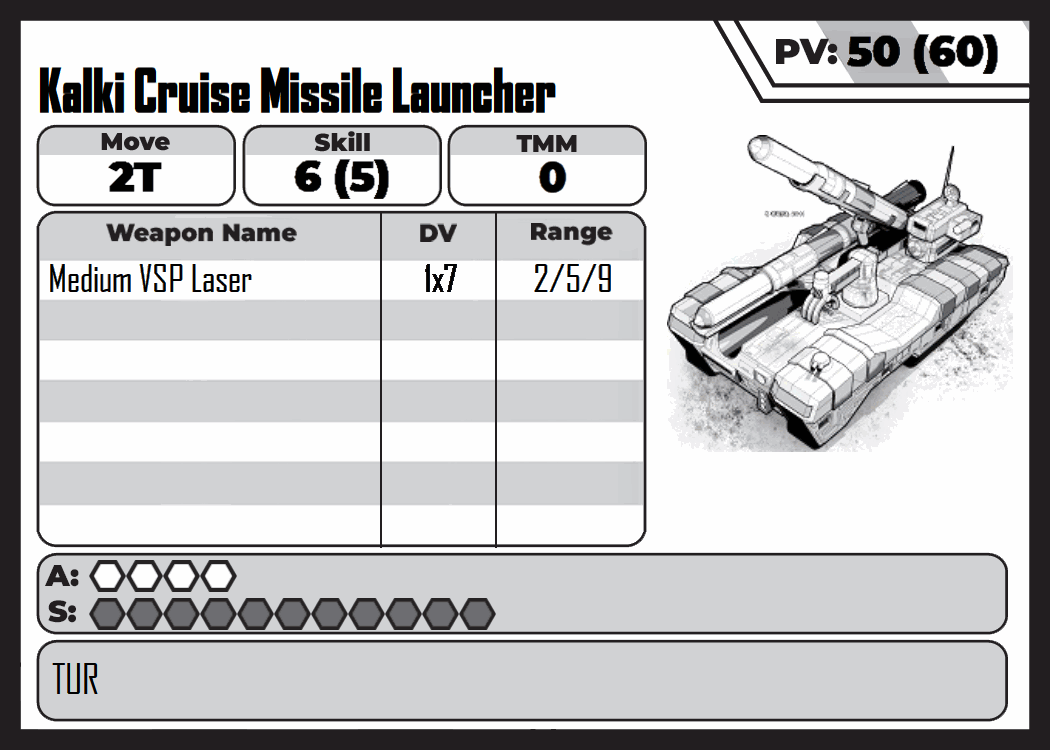 PV: 50 (60)
Kalki Cruise Missile Launcher
Move Skill TMM
2T 6 (5) 0
Weapon Name DV Range
Medium VSP Laser 1x7 2/5/9
A:
S:
TUR